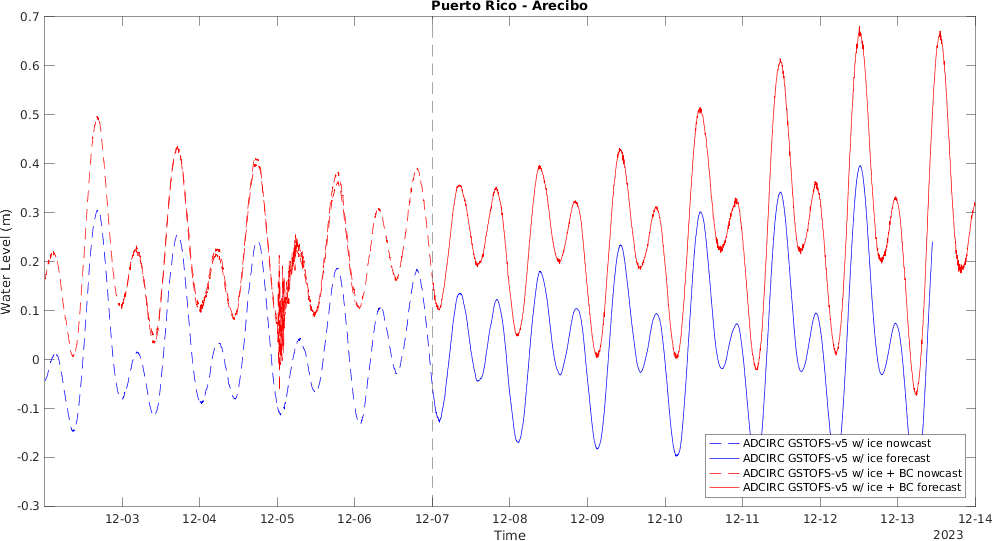 Puerto Rico - Arecibo
0.7
0.6
0.5
0.4
0.3
0.2
0.1
0
-0.1
-0.2
-0.3
Water Level (m)
ADCIRC GSTOFS-v5 w/ ice nowcast
ADCIRC GSTOFS-v5 w/ ice forecast
ADCIRC GSTOFS-v5 w/ ice + BC nowcast
ADCIRC GSTOFS-v5 w/ ice + BC forecast
12-03 12-04 12-05 12-06 12-07 12-08 12-09 12-10 12-11 12-12 12-13 12-14
Time
2023